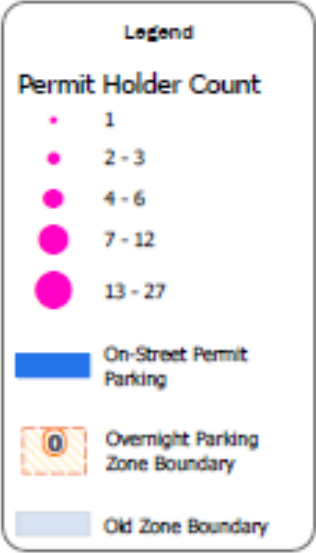 Legend
Permit Holder Count
1
2 - 3
4 - 6
7 - 12
13 - 27
On-Street Permit
Parking
0
Overnight Parking
Zone Boundary
Old Zone Boundary